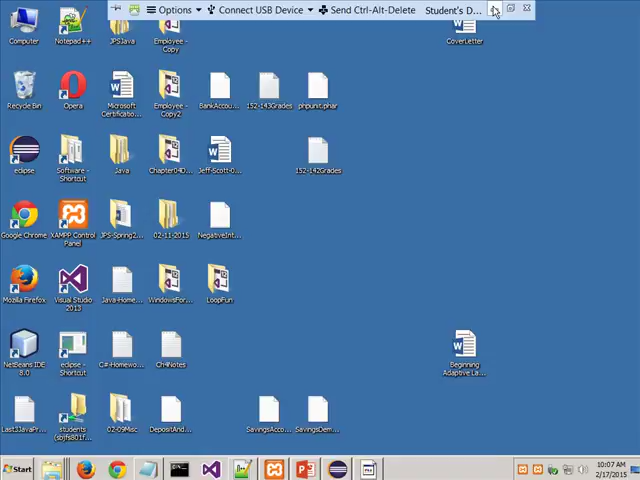 Options
Connect USB Device
Send Ctrl-Alt-Delete
Student's D...
Computer
Notepad++
JPSJava
Employee - Copy
CoverLetter
Recycle Bin
Opera
Microsoft Certificatio...
Employee - Copy2
BankAccou...
152-143Grades
phpunit.phar
eclipse
Software - Shortcut
Java
Chapter04D...
Jeff-Scott-0...
152-142Grades
Google Chrome
XAMPP Control Panel
JPS-Spring2...
02-11-2015
NegativeInt...
Mozilla Firefox
Visual Studio 2013
Java-Home...
WindowsFor...
LoopFun
NetBeans IDE 8.0
eclipse - Shortcut
C#-Homewo...
Ch4Notes
Beginning Adaptive La...
Last3JavaPr...
students (sbjfs801f...
02-09Misc
DepositAnd...
SavingsAcco...
SavingsDem...
Start
10:07 AM
2/17/2015